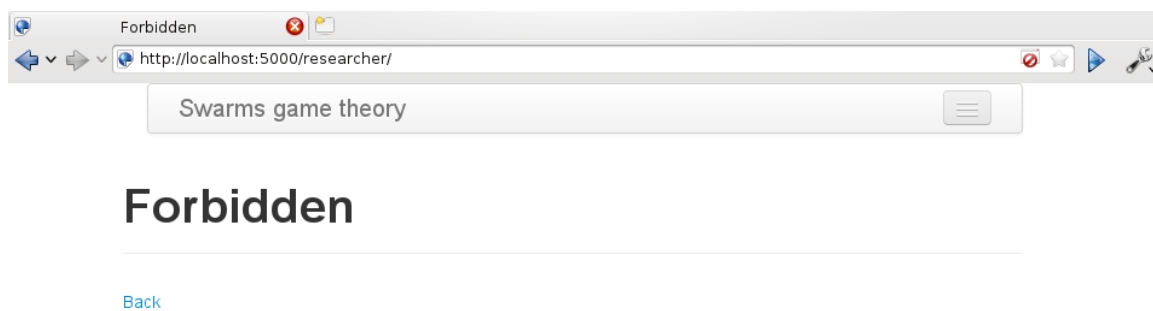 Forbidden
http://localhost:5000/researcher/
Swarms game theory
Forbidden
Back